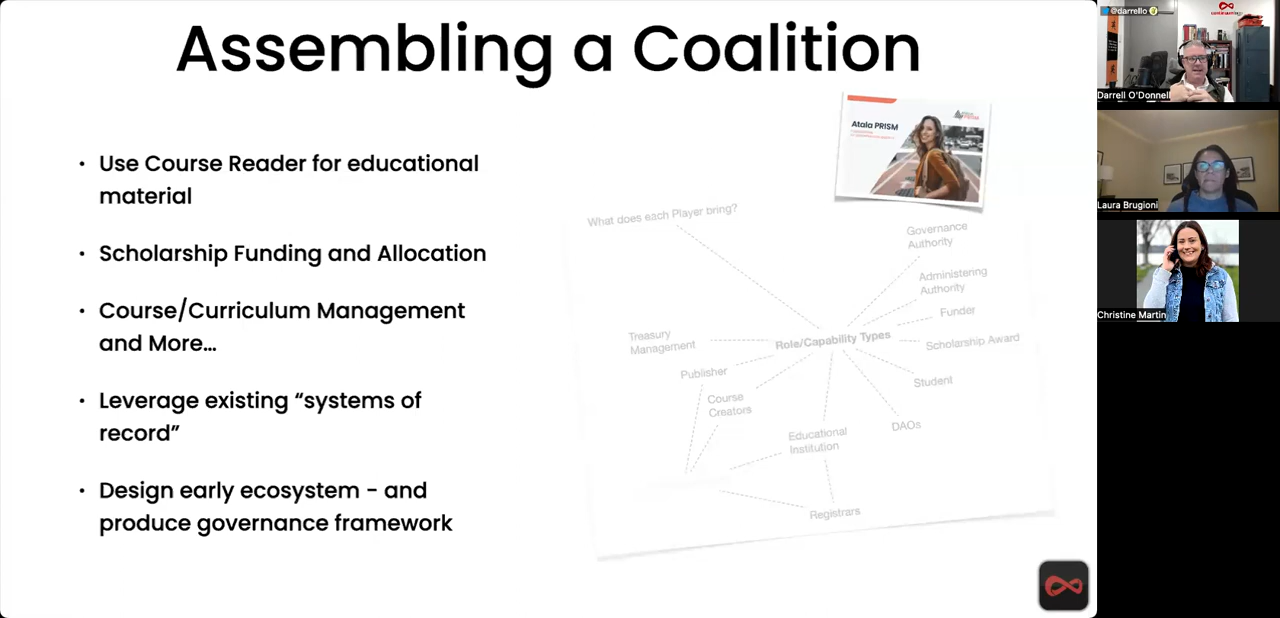 Assembling a Coalition
• Use Course Reader for educational
material
• Scholarship Funding and Allocation
• Course/Curriculum Management
and More…
• Leverage existing “systems of
record”
• Design early ecosystem - and
produce governance framework
Atala PRISM
What does each Player bring?
Governance
Authority
Administering
Authority
Funder
Scholarship Award
Student
DAOs
Role/Capability Types
Treasury
Management
Publisher
Course
Creators
Educational
Institution
Registrars
@darrello
Darrell O'Donnell
Laura Brugioni
Christine Martin